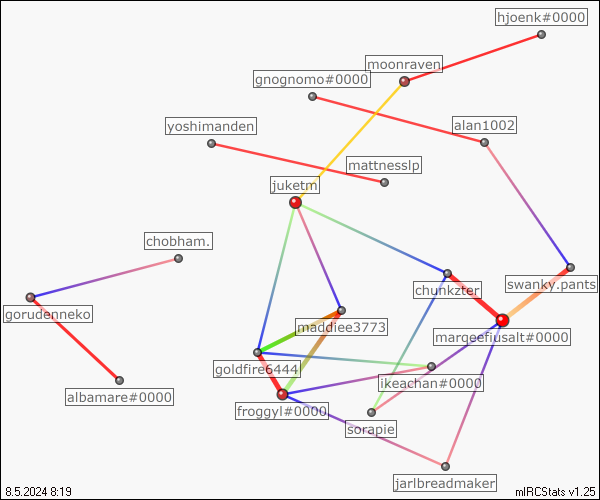 hjoenk#0000
moonraven
gnognomo#0000
alan1002
yoshimanden
mattnesslp
juketm
chobham.
swanky.pants
chunkzter
gorudenneko
maddiee3773
margeefiusalt#0000
goldfire6444
ikeachan#0000
albamare#0000
froggyl#0000
sorapie
jarlbreadmaker
8.5.2024 8:19
mIRCStats v1.25